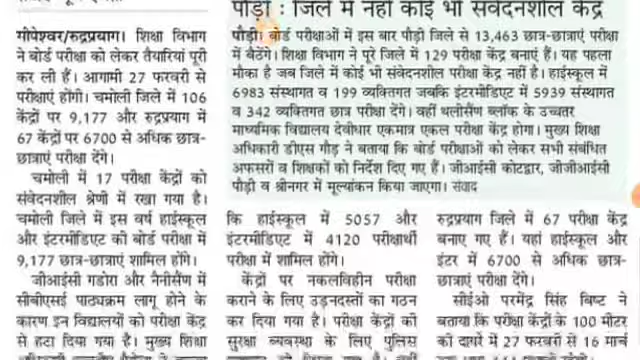 पौड़ी : जिले में नहीं कोई भी संवेदनशील केंद्र
पौड़ी। बोर्ड परीक्षाओं में इस बार पौड़ी जिले से 13,463 छात्र-छात्राएं परीक्षा
में बैठेंगे। शिक्षा विभाग ने पूरे जिले में 129 परीक्षा केंद्र बनाएं हैं। यह पहला
मौका है जब जिले में कोई भी संवेदनशील परीक्षा केंद्र नहीं है। हाईस्कूल में
6983 संस्थागत व 199 व्यक्तिगत जबकि इंटरमीडिएट में 5939 संस्थागत
व 342 व्यक्तिगत छात्र परीक्षा देंगे। वहीं थलीसैंण ब्लॉक के उच्चतर
माध्यमिक विद्यालय देवीधार एकमात्र एकल परीक्षा केंद्र होगा। मुख्य शिक्षा
अधिकारी डीएस गौड़ ने बताया कि बोर्ड परीक्षाओं को लेकर सभी संबंधित
अफसरों व शिक्षकों को निर्देश दिए गए हैं। जीआईसी कोटद्वार, जीजीआईसी
पौड़ी व श्रीनगर में मूल्यांकन किया जाएगा। संवाद
गोपेश्वर/रुद्रप्रयाग। शिक्षा विभाग
ने बोर्ड परीक्षा को लेकर तैयारियां पूरी
कर ली हैं। आगामी 27 फरवरी से
परीक्षाएं होंगी। चमोली जिले में 106
केंद्रों पर 9,177 और रुद्रप्रयाग में
67 केंद्रों पर 6700 से अधिक छात्र-
छात्राएं परीक्षा देंगे।
चमोली में 17 परीक्षा केंद्रों को
संवेदनशील श्रेणी में रखा गया है।
चमोली जिले में इस वर्ष हाईस्कूल
और इंटरमीडिएट की बोर्ड परीक्षा में
9,177 छात्र-छात्राएं शामिल होंगे।
जीआईसी गडोरा और नैनीसैंण में
सीबीएसई पाठ्यक्रम लागू होने के
कारण इन विद्यालयों को परीक्षा केंद्र
से हटा दिया गया है। मुख्य शिक्षा
कि हाईस्कूल में 5057 और
इंटरमीडिएट में 4120 परीक्षार्थी
परीक्षा में शामिल होंगे।
केंद्रों पर नकलविहीन परीक्षा
कराने के लिए उड़नदस्तों का गठन
कर दिया गया है। परीक्षा केंद्रों की
सुरक्षा व्यवस्था के लिए पुलिस
रुद्रप्रयाग जिले में 67 परीक्षा केंद्र
बनाए गए हैं। यहां हाईस्कूल और
इंटर में 6700 से अधिक छात्र-
छात्राएं परीक्षा देंगे।
सीईओ परमेंद्र सिंह बिष्ट ने
बताया कि परीक्षा केंद्रों के 100 मीटर
के दायरे में 27 फरवरी से 16 मार्च